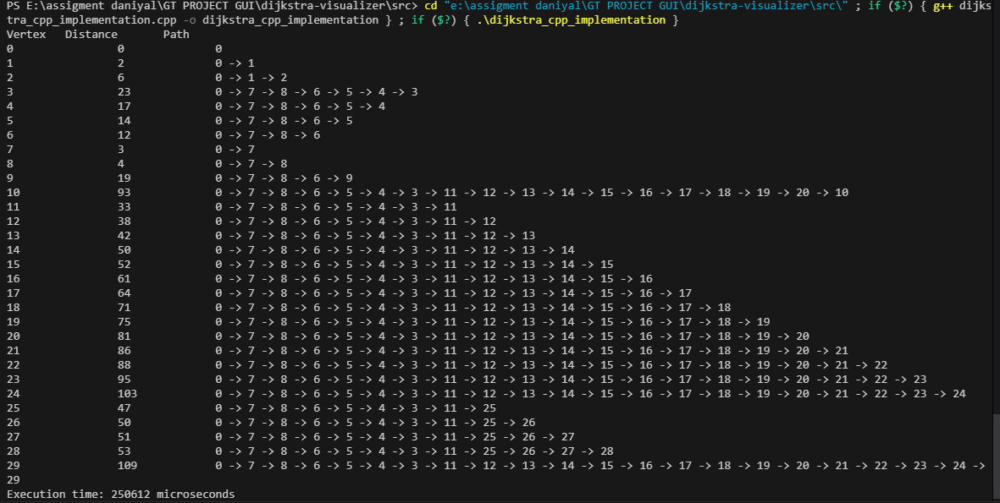 PS E:\assigment daniyal\GT PROJECT GUI\dijkstra-visualizer\src> cd "e:\assigment daniyal\GT PROJECT GUI\dijkstra-visualizer\src\" ; if ($?) { g++ dijks
tra_cpp_implementation.cpp -o dijkstra_cpp_implementation } ; if ($?) { .\dijkstra_cpp_implementation }
Vertex Distance Path
0 0 0
1 2 0 -> 1
2 6 0 -> 1 -> 2
3 23 0 -> 7 -> 8 -> 6 -> 5 -> 4 -> 3
4 17 0 -> 7 -> 8 -> 6 -> 5 -> 4
5 14 0 -> 7 -> 8 -> 6 -> 5
6 12 0 -> 7 -> 8 -> 6
7 3 0 -> 7
8 4 0 -> 7 -> 8
9 19 0 -> 7 -> 8 -> 6 -> 9
10 93 0 -> 7 -> 8 -> 6 -> 5 -> 4 -> 3 -> 11 -> 12 -> 13 -> 14 -> 15 -> 16 -> 17 -> 18 -> 19 -> 20 -> 10
11 33 0 -> 7 -> 8 -> 6 -> 5 -> 4 -> 3 -> 11
12 38 0 -> 7 -> 8 -> 6 -> 5 -> 4 -> 3 -> 11 -> 12
13 42 0 -> 7 -> 8 -> 6 -> 5 -> 4 -> 3 -> 11 -> 12 -> 13
14 50 0 -> 7 -> 8 -> 6 -> 5 -> 4 -> 3 -> 11 -> 12 -> 13 -> 14
15 52 0 -> 7 -> 8 -> 6 -> 5 -> 4 -> 3 -> 11 -> 12 -> 13 -> 14 -> 15
16 61 0 -> 7 -> 8 -> 6 -> 5 -> 4 -> 3 -> 11 -> 12 -> 13 -> 14 -> 15 -> 16
17 64 0 -> 7 -> 8 -> 6 -> 5 -> 4 -> 3 -> 11 -> 12 -> 13 -> 14 -> 15 -> 16 -> 17
18 71 0 -> 7 -> 8 -> 6 -> 5 -> 4 -> 3 -> 11 -> 12 -> 13 -> 14 -> 15 -> 16 -> 17 -> 18
19 75 0 -> 7 -> 8 -> 6 -> 5 -> 4 -> 3 -> 11 -> 12 -> 13 -> 14 -> 15 -> 16 -> 17 -> 18 -> 19
20 81 0 -> 7 -> 8 -> 6 -> 5 -> 4 -> 3 -> 11 -> 12 -> 13 -> 14 -> 15 -> 16 -> 17 -> 18 -> 19 -> 20
21 86 0 -> 7 -> 8 -> 6 -> 5 -> 4 -> 3 -> 11 -> 12 -> 13 -> 14 -> 15 -> 16 -> 17 -> 18 -> 19 -> 20 -> 21
22 88 0 -> 7 -> 8 -> 6 -> 5 -> 4 -> 3 -> 11 -> 12 -> 13 -> 14 -> 15 -> 16 -> 17 -> 18 -> 19 -> 20 -> 21 -> 22
23 95 0 -> 7 -> 8 -> 6 -> 5 -> 4 -> 3 -> 11 -> 12 -> 13 -> 14 -> 15 -> 16 -> 17 -> 18 -> 19 -> 20 -> 21 -> 22 -> 23
24 103 0 -> 7 -> 8 -> 6 -> 5 -> 4 -> 3 -> 11 -> 12 -> 13 -> 14 -> 15 -> 16 -> 17 -> 18 -> 19 -> 20 -> 21 -> 22 -> 23 -> 24
25 47 0 -> 7 -> 8 -> 6 -> 5 -> 4 -> 3 -> 11 -> 25
26 50 0 -> 7 -> 8 -> 6 -> 5 -> 4 -> 3 -> 11 -> 25 -> 26
27 51 0 -> 7 -> 8 -> 6 -> 5 -> 4 -> 3 -> 11 -> 25 -> 26 -> 27
28 53 0 -> 7 -> 8 -> 6 -> 5 -> 4 -> 3 -> 11 -> 25 -> 26 -> 27 -> 28
29 109 0 -> 7 -> 8 -> 6 -> 5 -> 4 -> 3 -> 11 -> 12 -> 13 -> 14 -> 15 -> 16 -> 17 -> 18 -> 19 -> 20 -> 21 -> 22 -> 23 -> 24 ->
29
Execution time: 250612 microseconds